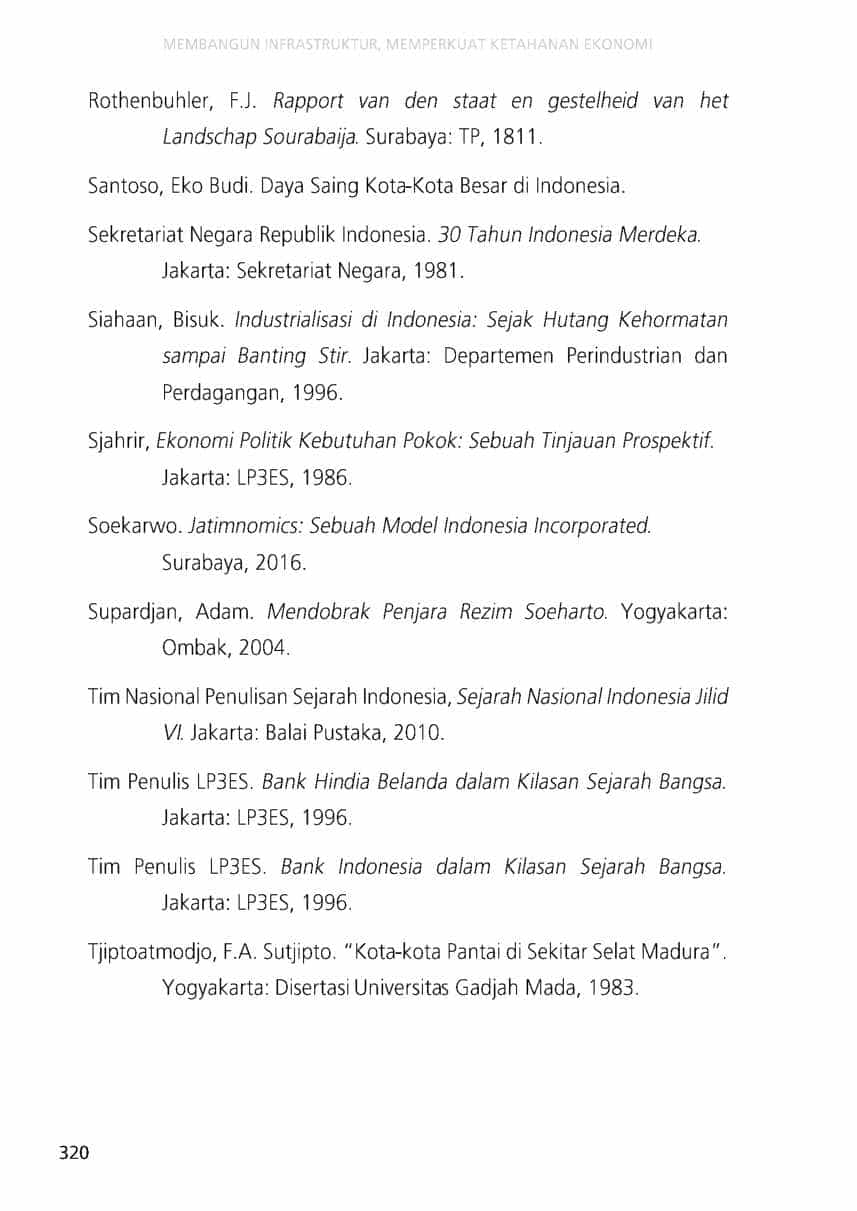 MEMBANGUN INFRASTRUKTUR, MEMPERKUAT KETAHANAN EKONOMI
Rothenbuhler, F.J. Rapport van den staat en gestelheid van het
Landschap Sourabaija. Surabaya: TP, 1811.
Santoso, Eko Budi. Daya Saing Kota-Kota Besar di Indonesia.
Sekretariat Negara Republik Indonesia. 30 Tahun Indonesia Merdeka.
Jakarta: Sekretariat Negara, 1981.
Siahaan, Bisuk. Industrialisasi di Indonesia: Sejak Hutang Kehormatan
sampai Banting Stir. Jakarta: Departemen Perindustrian dan
Perdagangan, 1996.
Sjahrir, Ekonomi Politik Kebutuhan Pokok: Sebuah Tinjauan Prospektif.
Jakarta: LP3ES, 1986.
Soekarwo. Jatimnomics: Sebuah Model Indonesia Incorporated.
Surabaya, 2016.
Supardjan, Adam. Mendobrak Penjara Rezim Soeharto. Yogyakarta:
Ombak, 2004.
Tim Nasional Penulisan Sejarah Indonesia, Sejarah Nasional Indonesia Jilid
VI. Jakarta: Balai Pustaka, 2010.
Tim Penulis LP3ES. Bank Hindia Belanda dalam Kilasan Sejarah Bangsa.
Jakarta: LP3ES, 1996.
Tim Penulis LP3ES. Bank Indonesia dalam Kilasan Sejarah Bangsa.
Jakarta: LP3ES, 1996.
Tjiptoatmodjo, F.A. Sutjipto. “Kota-kota Pantai di Sekitar Selat Madura”.
Yogyakarta: Disertasi Universitas Gadjah Mada, 1983.
320